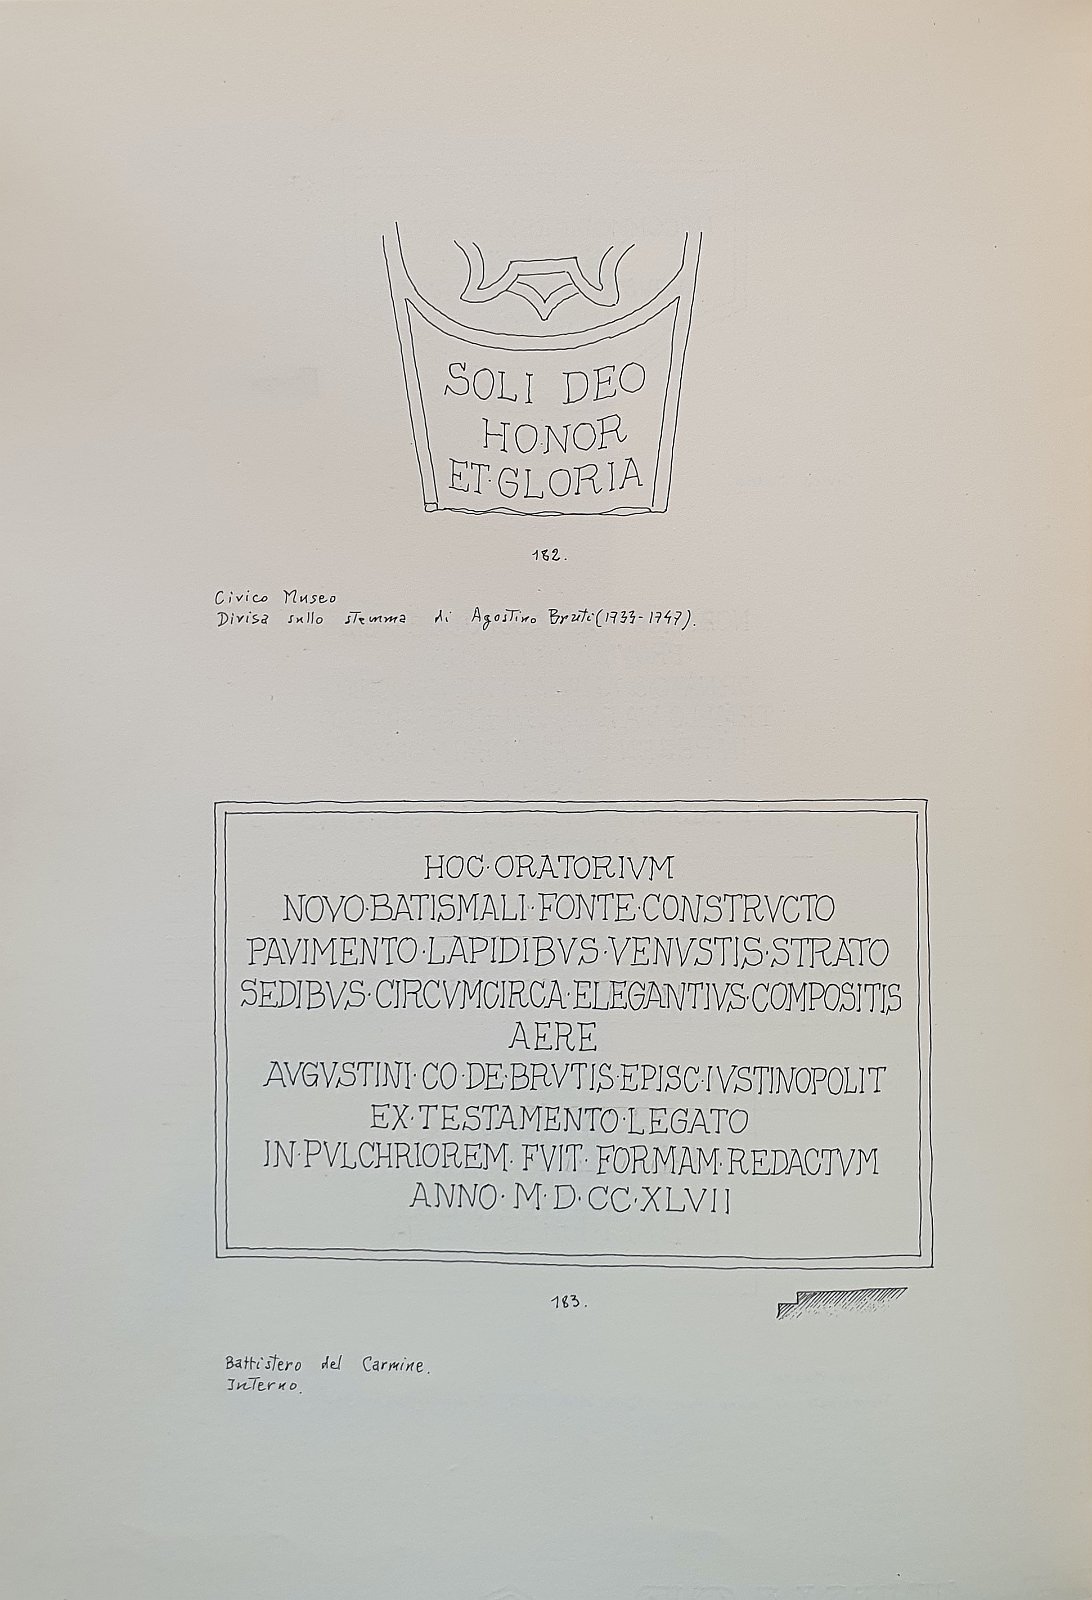 SOLI DEO
HONOR
ET·GLORIA
182.
Civico Museo
Divisa sullo stemma di Agostino Bruti (1733-1747).
HOC·ORATORIVM
NOVO·BATISMALI·FONTE·CONSTRVCTO
PAVIMENTO·LAPIDIBVS·VENVSTIS·STRATO
SEDIBVS·CIRCVMCIRCA·ELEGANTIVS·COMPOSITIS
AERE
AVGVSTINI·CO·DE·BRVTIS·EPISC·IVSTINOPOLIT
EX·TESTAMENTO·LEGATO
IN·PVLCHRIOREM·FVIT·FORMAM·REDACTVM
ANNO·M·D·CC·XLVII
183.
Battistero del Carmine.
Interno.